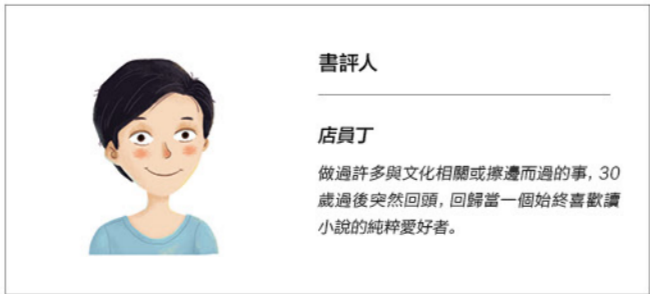 書評人
店員丁
做過許多與文化相關或擦邊而過的事，30
歲過後突然回頭，回歸當一個始終喜歡讀
小說的純粹愛好者。